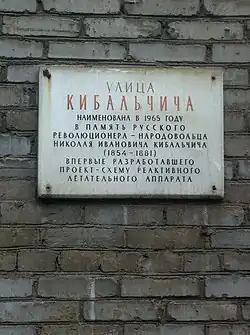 УЛИЦА
КИБАЛЬЧИЧА
НАИМЕНОВАНА В 1965 ГОДУ
В ПАМЯТЬ РУССКОГО
РЕВОЛЮЦИОНЕРА – НАРОДОВОЛЬЦА
НИКОЛАЯ ИВАНОВИЧА КИБАЛЬЧИЧА
(1854 – 1881)
ВПЕРВЫЕ РАЗРАБОТАВШЕГО
ПРОЕКТ-СХЕМУ РЕАКТИВНОГО
ЛЕТАТЕЛЬНОГО АППАРАТА